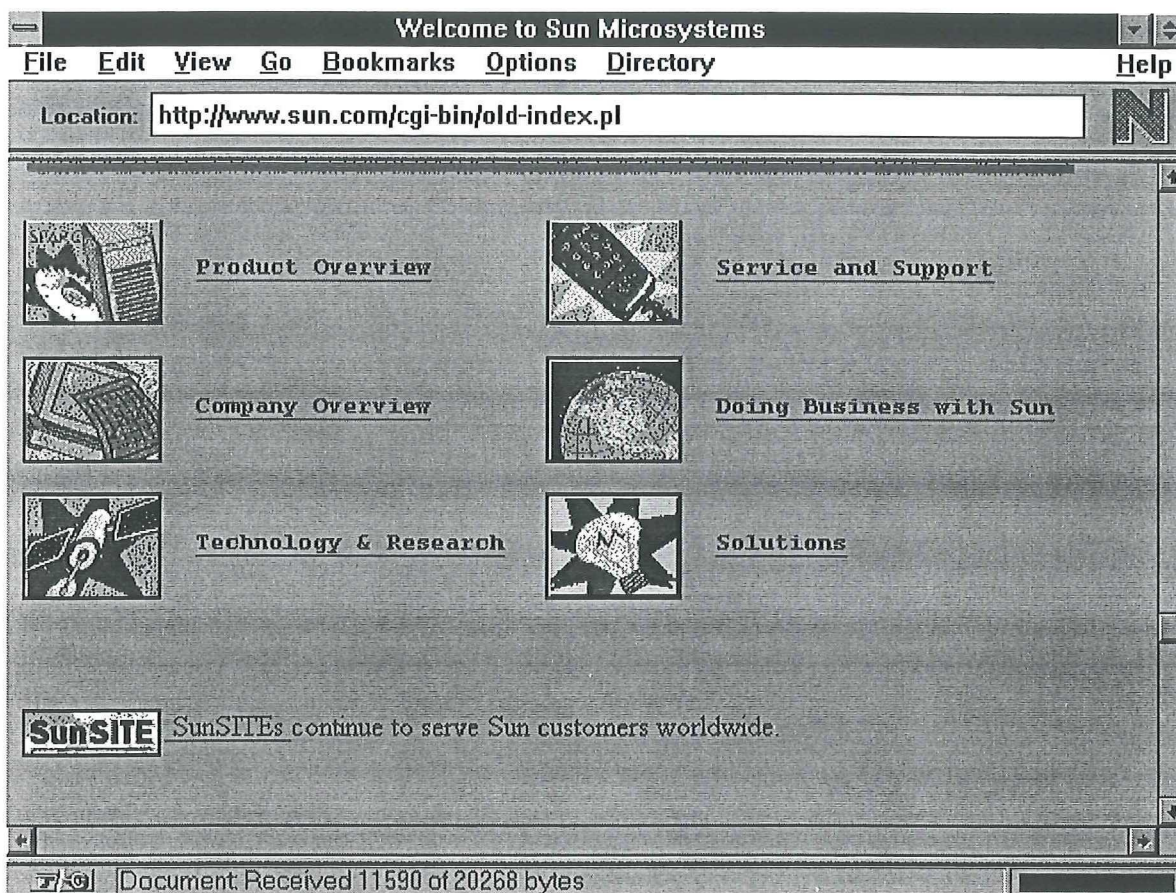 Welcome to Sun Microsystems
File Edit View Go Bookmarks Options Directory Help
Location: http://www.sun.com/cgi-bin/old-index.pl
N
SPARC
Product Overview Service and Support
Company Overview Doing Business with Sun
Technology & Research Solutions
SunSITE SunSITEs continue to serve Sun customers worldwide.
Document: Received 11590 of 20268 bytes